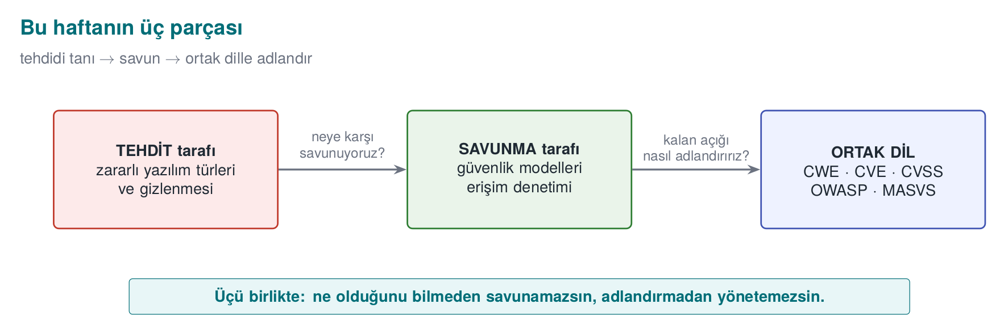 Bu haftanın üç parçası
tehdidi tanı → savun → ortak dille adlandır
TEHDİT tarafı
zararlı yazılım türleri
ve gizlenmesi
neye karşı
savunuyoruz?
SAVUNMA tarafı
güvenlik modelleri
erişim denetimi
kalan açığı
nasıl adlandırırız?
ORTAK DİL
CWE · CVE · CVSS
OWASP · MASVS
Üçü birlikte: ne olduğunu bilmeden savunamazsın, adlandırmadan yönetemezsin.